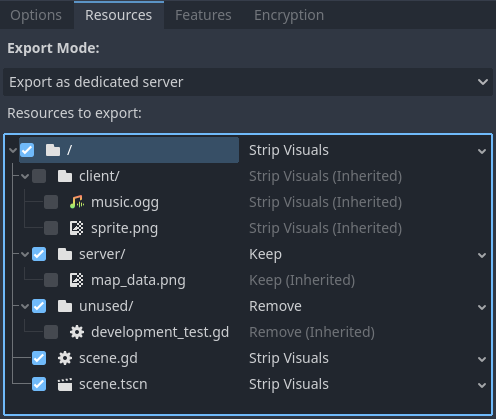 Options Resources Features Encryption
Export Mode:
Export as dedicated server
Resources to export:
/ Strip Visuals
client/ Strip Visuals (Inherited)
music.ogg Strip Visuals (Inherited)
sprite.png Strip Visuals (Inherited)
server/ Keep
map_data.png Keep (Inherited)
unused/ Remove
development_test.gd Remove (Inherited)
scene.gd Strip Visuals
scene.tscn Strip Visuals